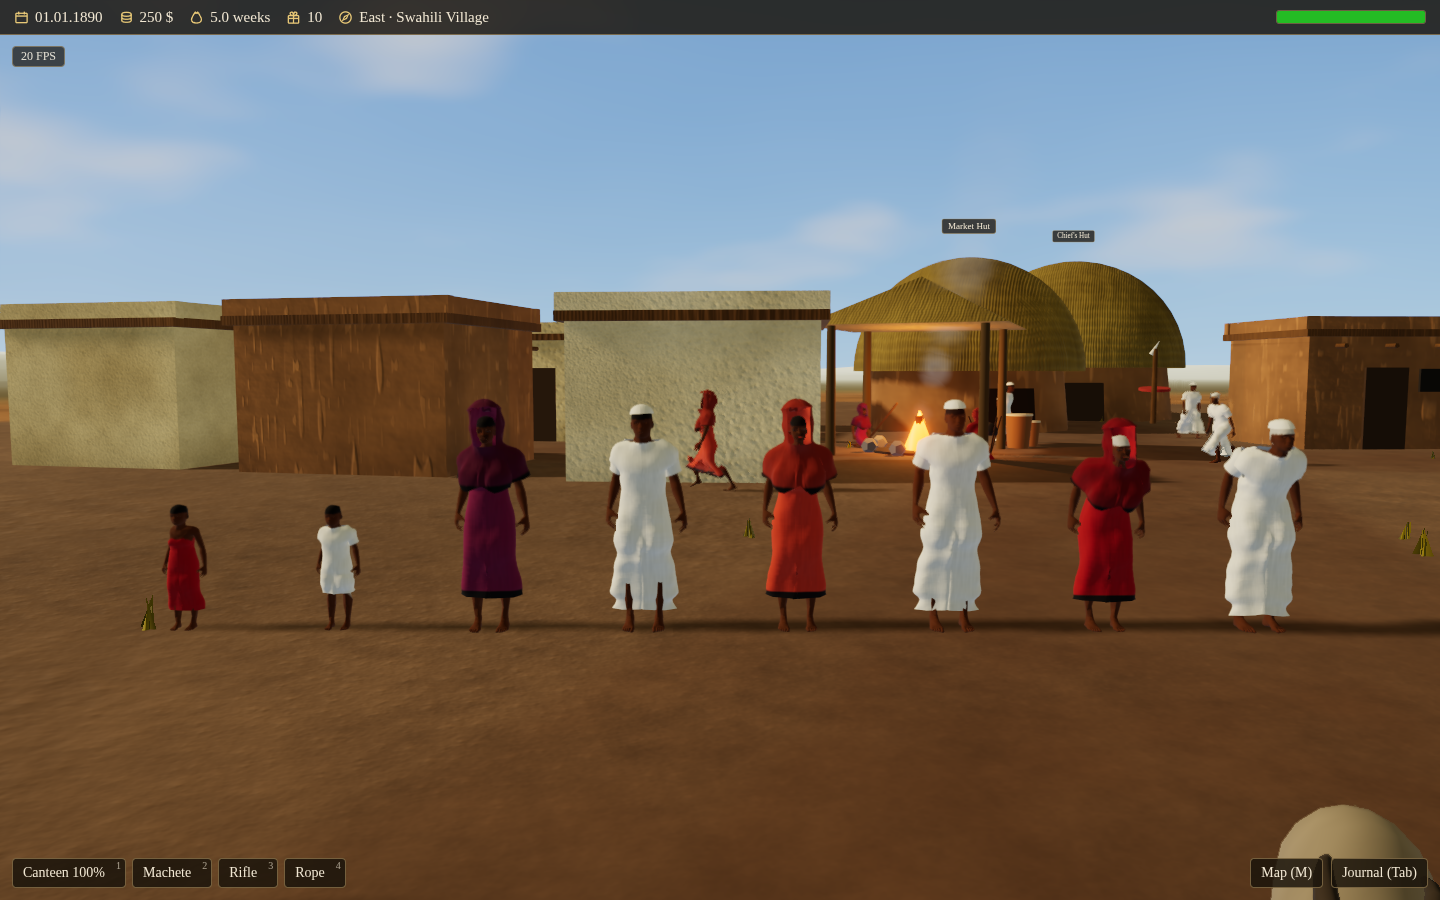 01.01.1890 250 $ 5.0 weeks 10 East · Swahili Village
20 FPS
Market Hut
Chief's Hut
Canteen 100% 1 Machete 2 Rifle 3 Rope 4 Map (M) Journal (Tab)